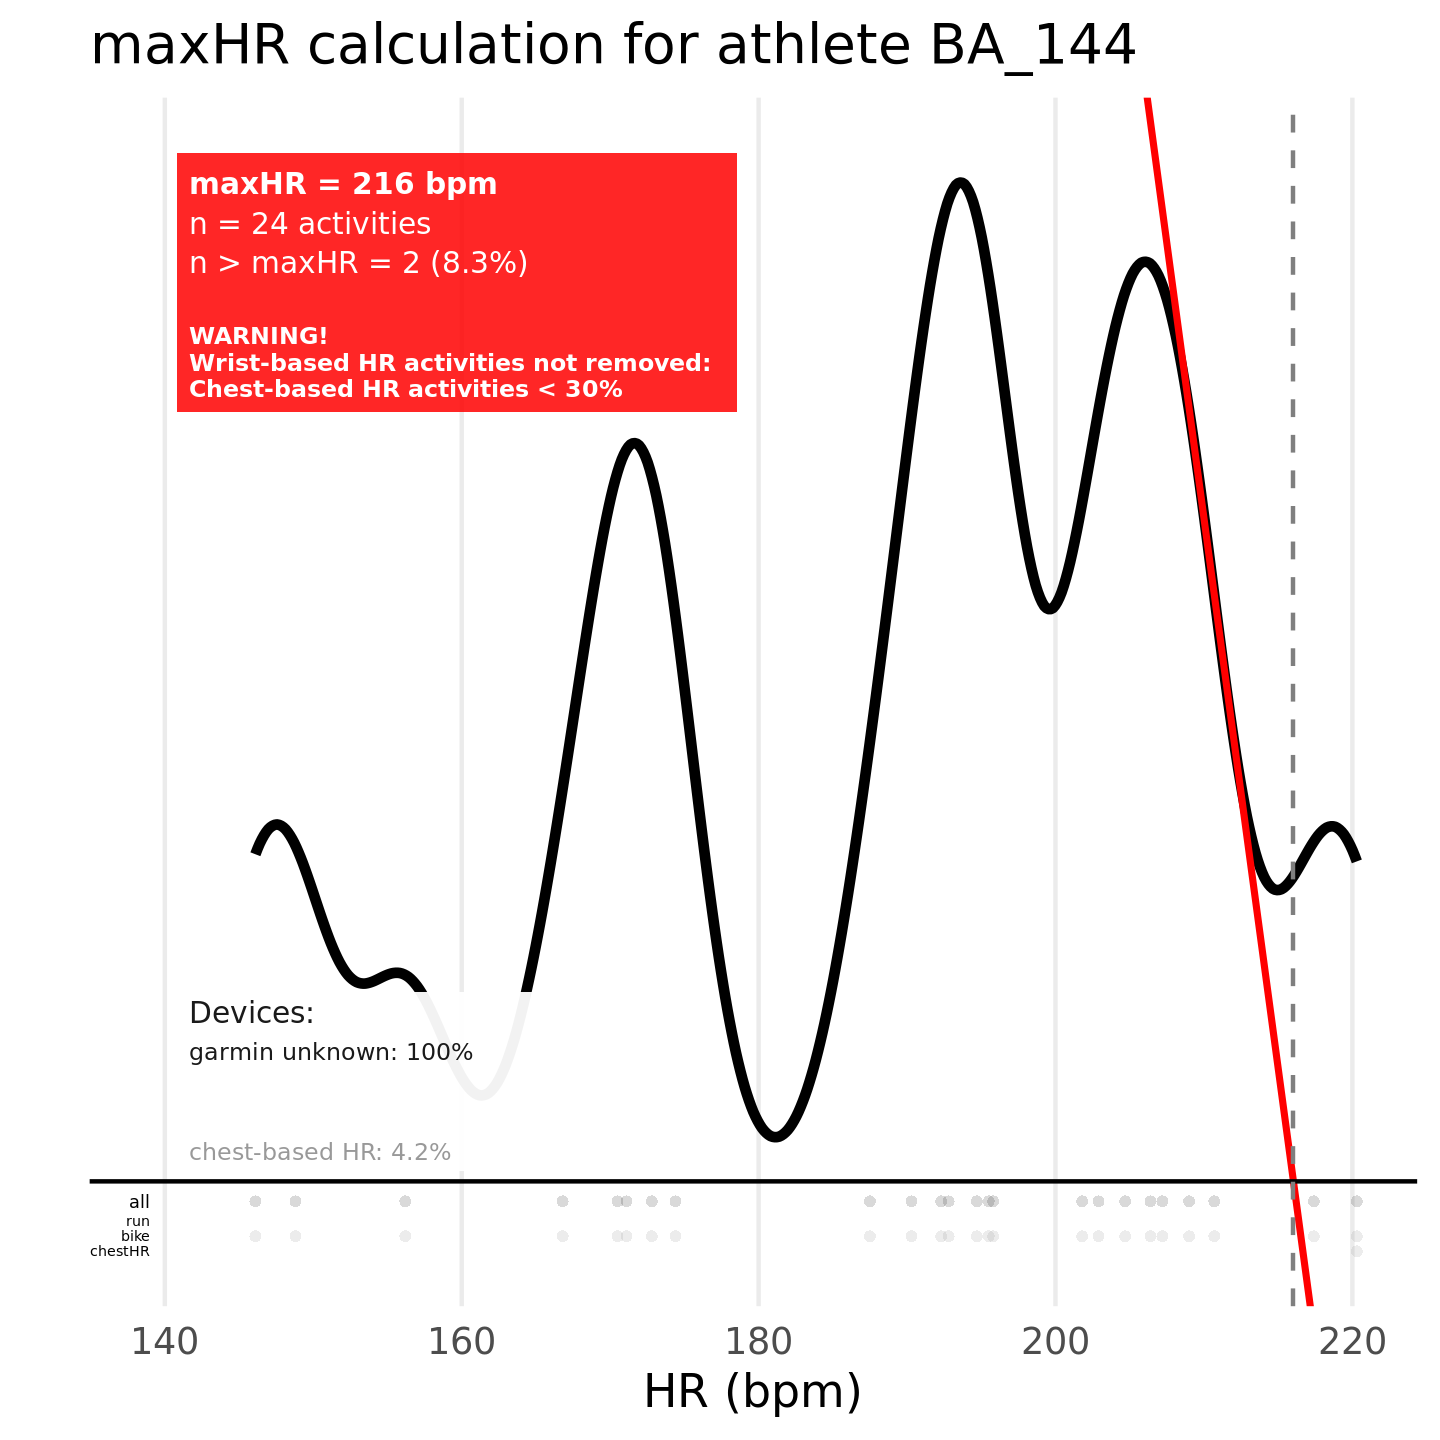 maxHR calculation for athlete BA_144
maxHR = 216 bpm
n = 24 activities
n > maxHR = 2 (8.3%)
WARNING!
Wrist-based HR activities not removed:
Chest-based HR activities < 30%
Devices:
garmin unknown: 100%
chest-based HR: 4.2%
all
run
bike
chestHR
140 160 180 200 220
HR (bpm)